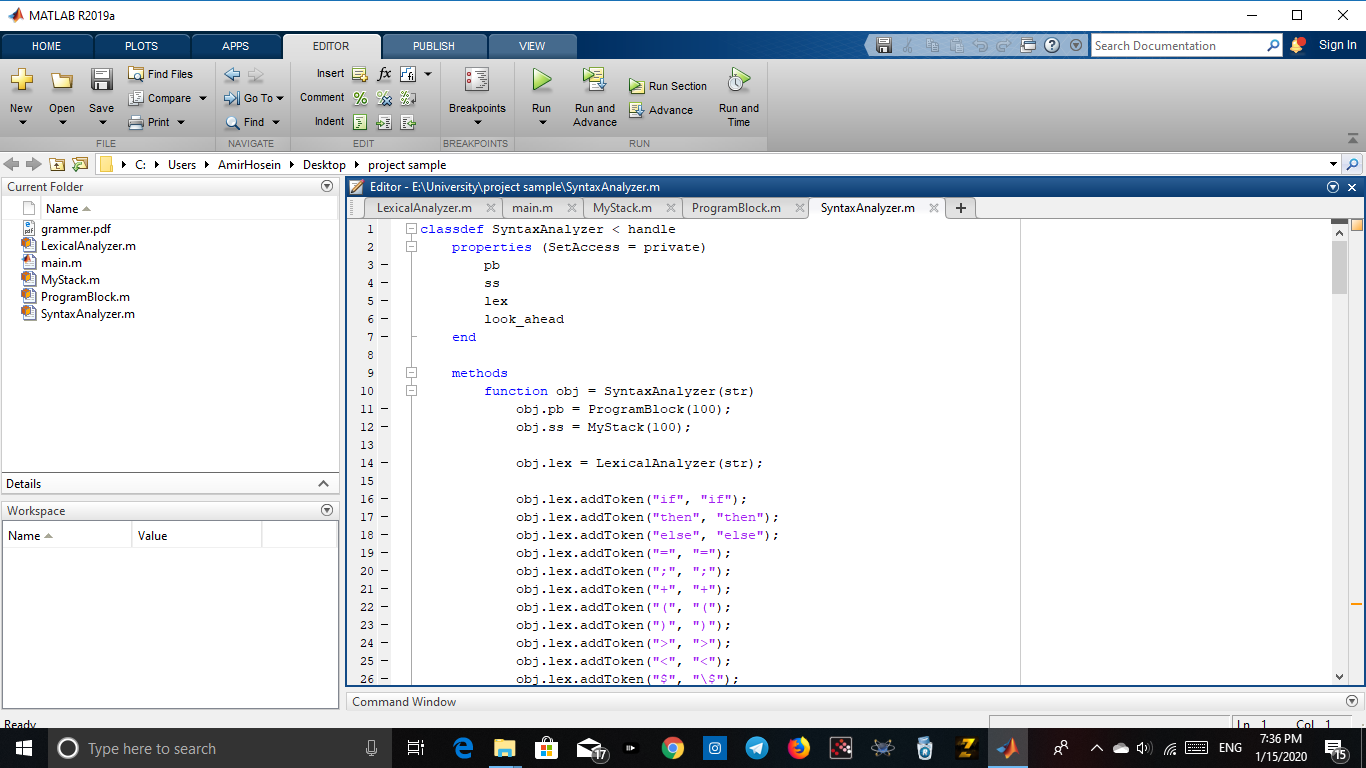 MATLAB R2019a
HOME PLOTS APPS EDITOR PUBLISH VIEW
Search Documentation Sign In
New Open Save Find Files Compare Print
Go To Find
Insert fx
Comment
Indent
Breakpoints
Run Run and Advance Run Section Advance Run and Time
FILE NAVIGATE EDIT BREAKPOINTS RUN
C: Users AmirHosein Desktop project sample
Current Folder
Name
grammer.pdf
LexicalAnalyzer.m
main.m
MyStack.m
ProgramBlock.m
SyntaxAnalyzer.m
Details
Workspace
Name Value
Editor - E:\University\project sample\SyntaxAnalyzer.m
LexicalAnalyzer.m main.m MyStack.m ProgramBlock.m SyntaxAnalyzer.m
1 classdef SyntaxAnalyzer < handle
2 properties (SetAccess = private)
3 pb
4 ss
5 lex
6 look_ahead
7 end
8
9 methods
10 function obj = SyntaxAnalyzer(str)
11 obj.pb = ProgramBlock(100);
12 obj.ss = MyStack(100);
13
14 obj.lex = LexicalAnalyzer(str);
15
16 obj.lex.addToken("if", "if");
17 obj.lex.addToken("then", "then");
18 obj.lex.addToken("else", "else");
19 obj.lex.addToken("=", "=");
20 obj.lex.addToken(";", ";");
21 obj.lex.addToken("+", "+");
22 obj.lex.addToken("(", "(");
23 obj.lex.addToken(")", ")");
24 obj.lex.addToken(">", ">");
25 obj.lex.addToken("<", "<");
26 obj.lex.addToken("$", "\$");
Command Window
Ready Ln 1 Col 1
Type here to search 17 ENG 7:36 PM
1/15/2020 15